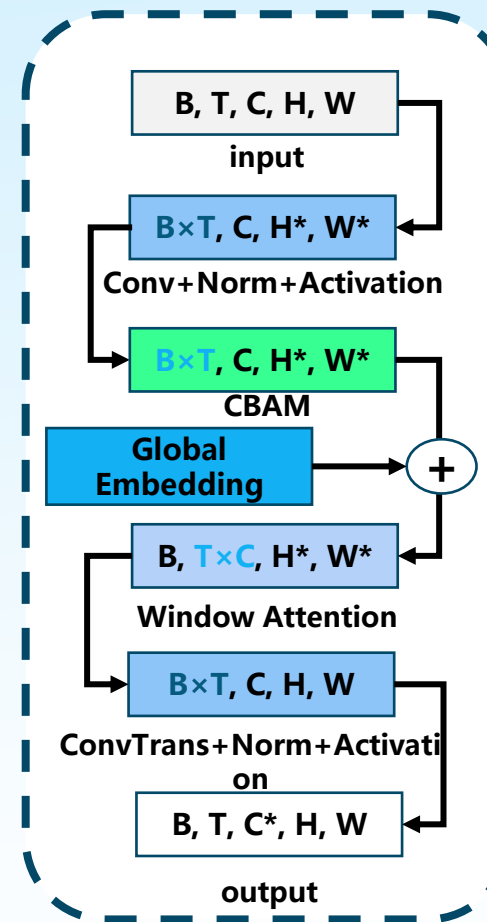 B, T, C, H, W
input
B×T, C, H*, W*
Conv+Norm+Activation
B×T, C, H*, W*
CBAM
Global
Embedding
+
B, T×C, H*, W*
Window Attention
B×T, C, H, W
ConvTrans+Norm+Activati
on
B, T, C*, H, W
output